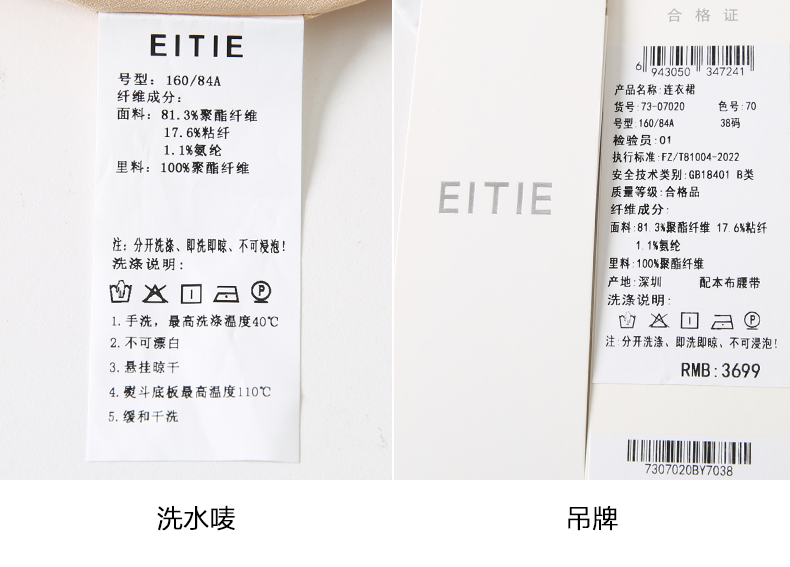 EITIE
号型: 160/84A
纤维成分:
面料: 81.3%聚酯纤维
17.6%粘纤
1.1%氨纶
里料: 100%聚酯纤维
注: 分开洗涤、即洗即晾、不可浸泡!
洗涤说明:
1.手洗，最高洗涤温度40℃
2.不可漂白
3.悬挂晾干
4.熨斗底板最高温度110℃
5.缓和干洗
洗水唛
EITIE
合格证
6 943050 347241
产品名称:连衣裙
货号:73-07020 色号:70
号型:160/84A 38码
检验员:01
执行标准:FZ/T81004-2022
安全技术类别:GB18401 B类
质量等级:合格品
纤维成分:
面料:81.3%聚酯纤维 17.6%粘纤
1.1%氨纶
里料:100%聚酯纤维
产地:深圳 配本布腰带
洗涤说明:
注:分开洗涤、即洗即晾、不可浸泡!
RMB:3699
7307020BY7038
吊牌